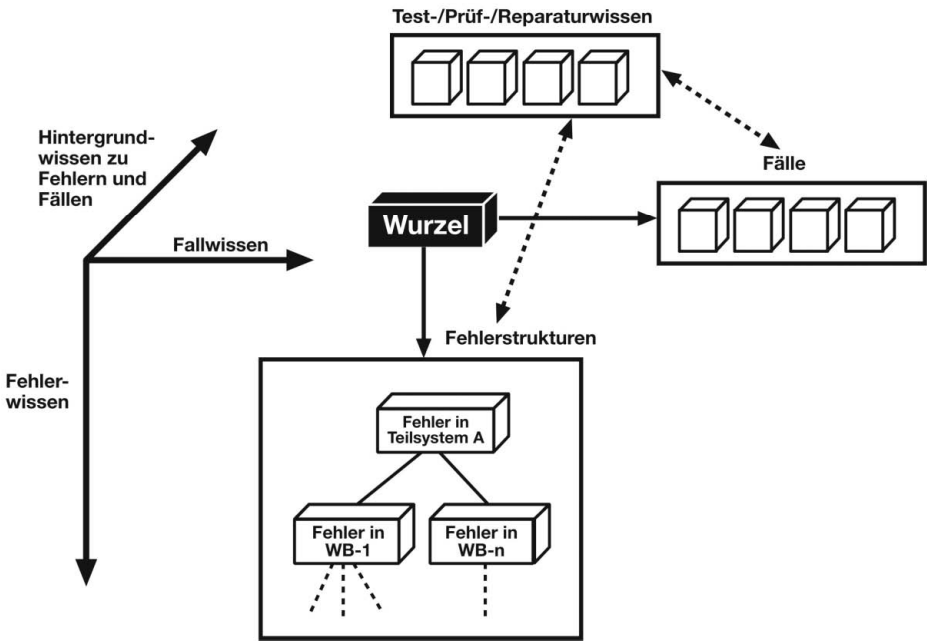 Test-/Prüf-/Reparaturwissen
Hintergrund-
wissen zu
Fehlern und
Fällen
Fälle
Wurzel
Fallwissen
Fehlerstrukturen
Fehler-
wissen
Fehler in
Teilsystem A
Fehler in
WB-1
Fehler in
WB-n